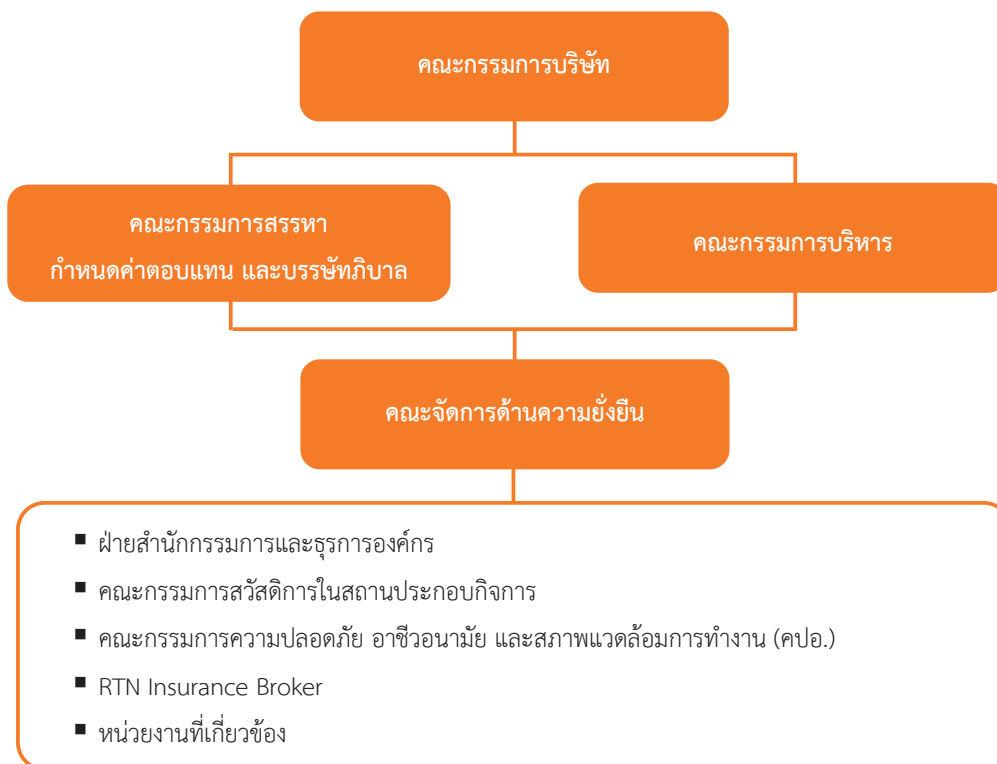 คณะกรรมการบริษัท
คณะกรรมการสรรหา
กำหนดค่าตอบแทน และบรรษัทภิบาล
คณะกรรมการบริหาร
คณะจัดการด้านความยั่งยืน
▪ ฝ่ายสำนักกรรมการและธุรการองค์กร
▪ คณะกรรมการสวัสดิการในสถานประกอบกิจการ
▪ คณะกรรมการความปลอดภัย อาชีวอนามัย และสภาพแวดล้อมการทำงาน (คปอ.)
▪ RTN Insurance Broker
▪ หน่วยงานที่เกี่ยวข้อง